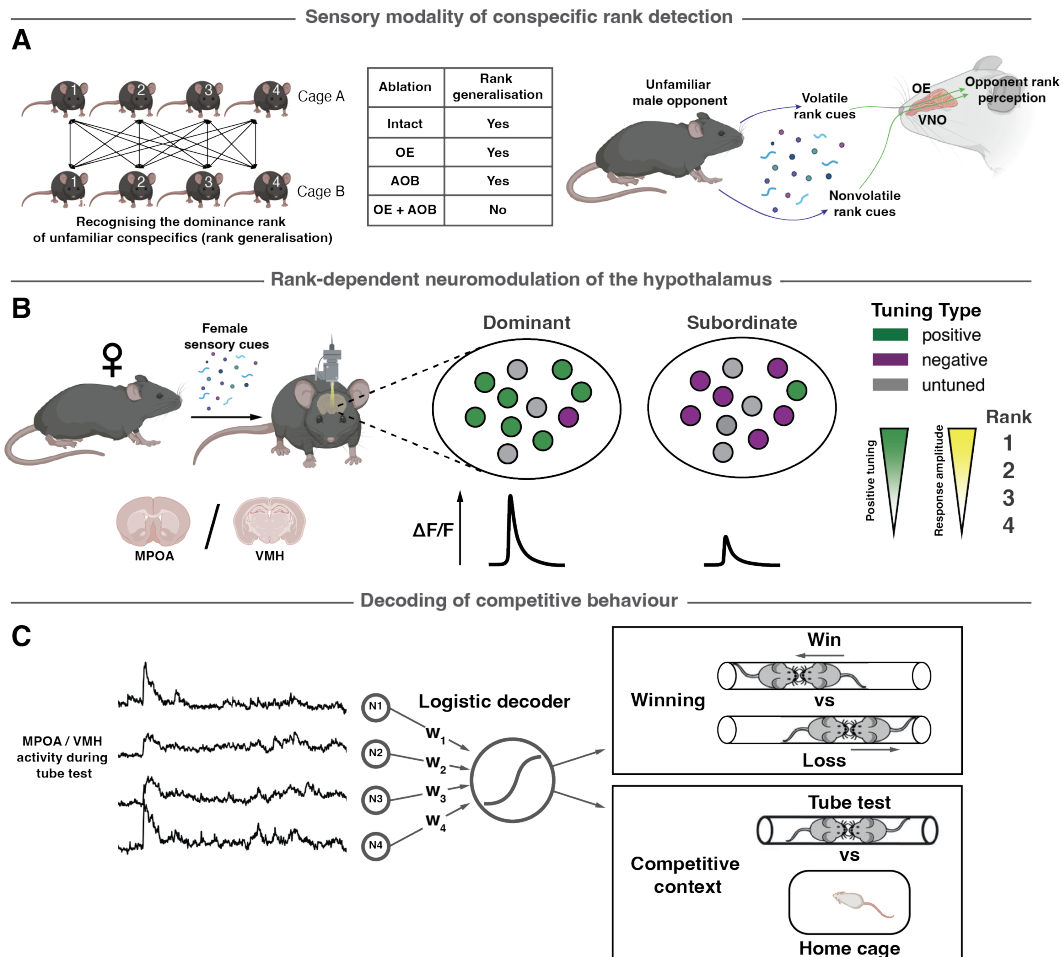 Sensory modality of conspecific rank detection
A
1 2 3 4 Cage A
1 2 3 4 Cage B
Recognising the dominance rank
of unfamiliar conspecifics (rank generalisation)
Ablation Rank generalisation
Intact Yes
OE Yes
AOB Yes
OE + AOB No
Unfamiliar
male opponent
Volatile
rank cues
Nonvolatile
rank cues
OE
VNO
Opponent rank
perception
Rank-dependent neuromodulation of the hypothalamus
B
♀
Female
sensory cues
MPOA / VMH
Dominant
Subordinate
ΔF/F
Tuning Type
positive
negative
untuned
Positive tuning
Response amplitude
Rank
1
2
3
4
Decoding of competitive behaviour
C
MPOA / VMH
activity during
tube test
N1
N2
N3
N4
W1
W2
W3
W4
Logistic decoder
Winning
Win
vs
Loss
Competitive
context
Tube test
vs
Home cage